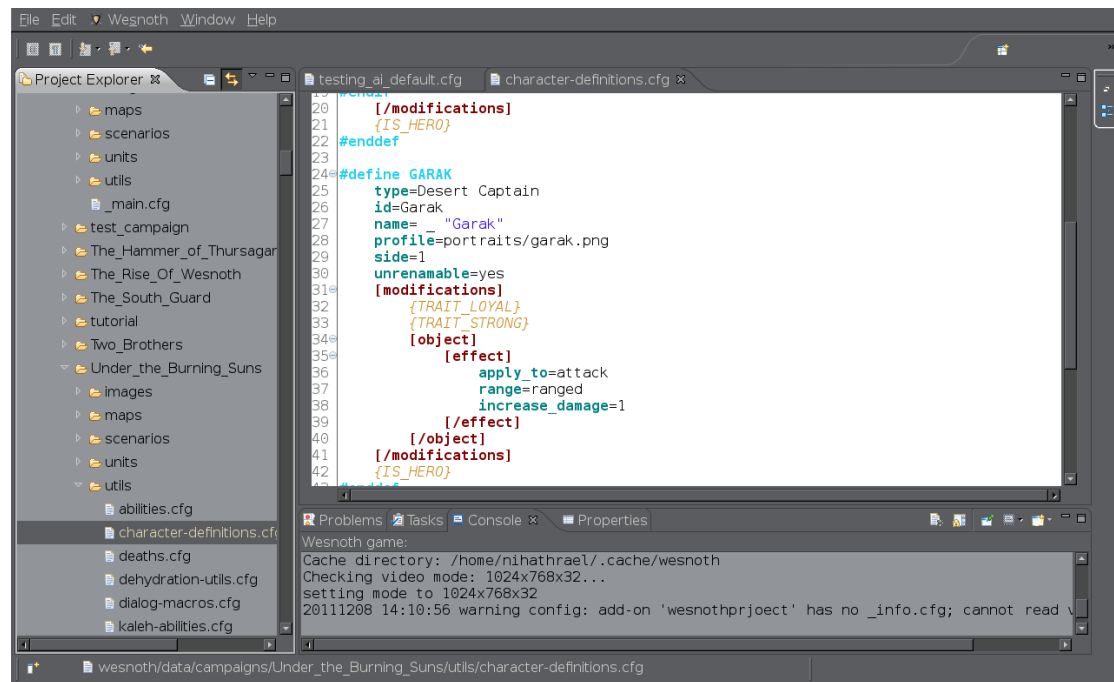 File Edit Wesnoth Window Help
Project Explorer
maps
scenarios
units
utils
_main.cfg
test_campaign
The_Hammer_of_Thursagar
The_Rise_Of_Wesnoth
The_South_Guard
tutorial
Two_Brothers
Under_the_Burning_Suns
images
maps
scenarios
units
utils
abilities.cfg
character-definitions.cf
deaths.cfg
dehydration-utils.cfg
dialog-macros.cfg
kaleh-abilities.cfg
testing_ai_default.cfg character-definitions.cfg
19 #endif
20 [/modifications]
21 {IS_HERO}
22 #enddef
23
24 #define GARAK
25 type=Desert Captain
26 id=Garak
27 name= _ "Garak"
28 profile=portraits/garak.png
29 side=1
30 unrenamable=yes
31 [modifications]
32 {TRAIT_LOYAL}
33 {TRAIT_STRONG}
34 [object]
35 [effect]
36 apply_to=attack
37 range=ranged
38 increase_damage=1
39 [/effect]
40 [/object]
41 [/modifications]
42 {IS_HERO}
43 #enddef
Problems Tasks Console Properties
Wesnoth game:
Cache directory: /home/nihathrael/.cache/wesnoth
Checking video mode: 1024x768x32...
setting mode to 1024x768x32
20111208 14:10:56 warning config: add-on 'wesnothprjoect' has no _info.cfg; cannot read v
wesnoth/data/campaigns/Under_the_Burning_Suns/utils/character-definitions.cfg